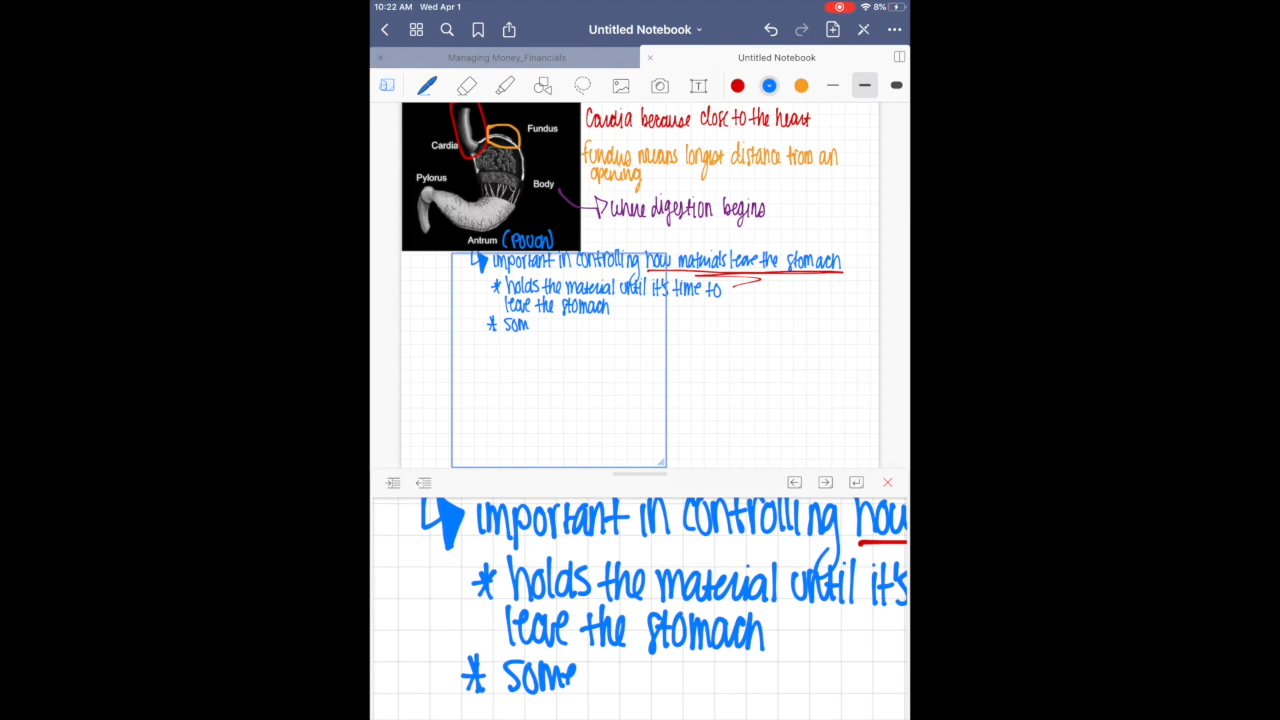 10:22 AM Wed Apr 1
8%
Untitled Notebook
Managing Money_Financials
Untitled Notebook
T
Cardia because close to the heart
Fundus
Cardia
fundus means longest distance from an
opening
Pylorus
Body
where digestion begins
Antrum (POUCH)
important in controlling how materials leave the stomach
* holds the material until it's time to
leave the stomach
* som
important in controlling how
* holds the material until it's
leave the stomach
* some